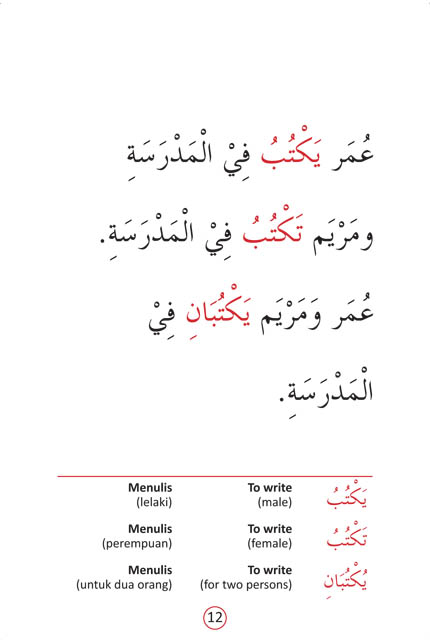 عُمَر يَكْتُبُ فِيْ الْمَدْرَسَةِ
ومَرْيَم تَكْتُبُ فِيْ الْمَدْرَسَةِ.
عُمَر وَمَرْيَم يَكْتُبَانِ فِيْ
الْمَدْرَسَةِ.
يَكْتُبُ To write Menulis
(male) (lelaki)
تَكْتُبُ To write Menulis
(female) (perempuan)
يُكْتُبَانِ To write Menulis
(for two persons) (untuk dua orang)
12